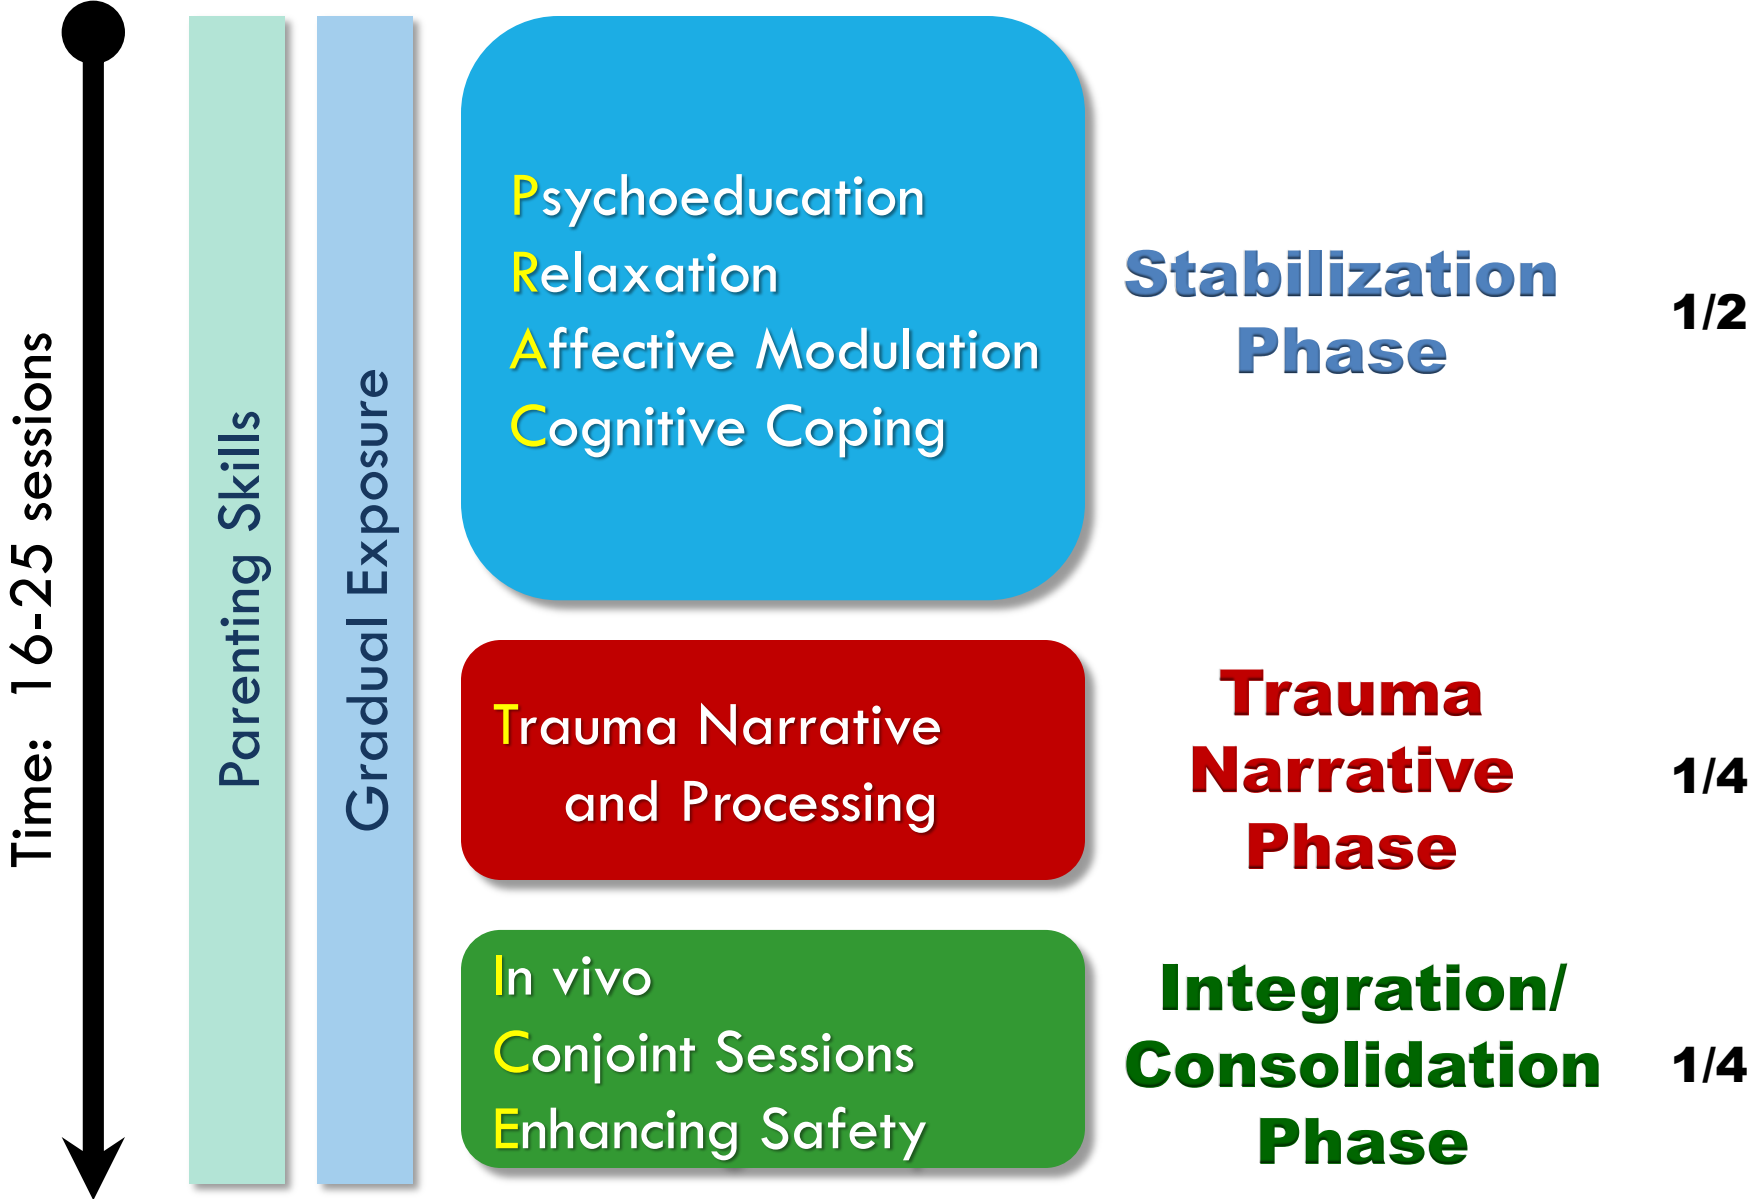 Time: 16-25 sessions
Parenting Skills
Gradual Exposure
Psychoeducation
Relaxation
Affective Modulation
Cognitive Coping
Stabilization
Phase
1/2
Trauma Narrative
and Processing
Trauma
Narrative
Phase
1/4
In vivo
Conjoint Sessions
Enhancing Safety
Integration/
Consolidation
Phase
1/4